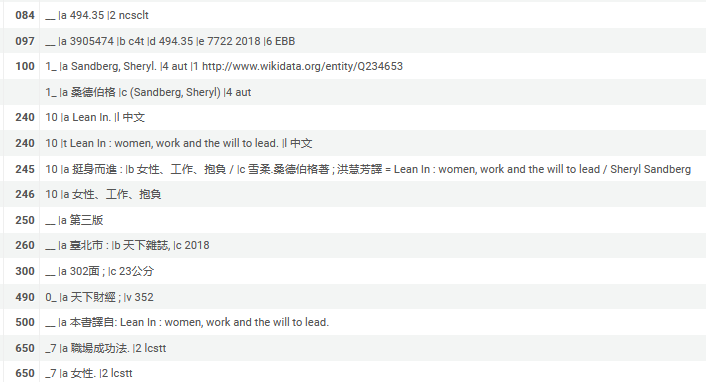 084 __ |a 494.35 |2 ncsclt
097 __ |a 3905474 |b c4t |d 494.35 |e 7722 2018 |6 EBB
100 1_ |a Sandberg, Sheryl. |4 aut |1 http://www.wikidata.org/entity/Q234653
1_ |a 桑德伯格 |c (Sandberg, Sheryl) |4 aut
240 10 |a Lean In. |l 中文
240 10 |t Lean In : women, work and the will to lead. |l 中文
245 10 |a 挺身而進 : |b 女性、工作、抱負 / |c 雪柔.桑德伯格著 ; 洪慧芳譯 = Lean In : women, work and the will to lead / Sheryl Sandberg
246 10 |a 女性、工作、抱負
250 __ |a 第三版
260 __ |a 臺北市 : |b 天下雜誌, |c 2018
300 __ |a 302面 ; |c 23公分
490 0_ |a 天下財經 ; |v 352
500 __ |a 本書譯自: Lean In : women, work and the will to lead.
650 _7 |a 職場成功法. |2 lcstt
650 _7 |a 女性. |2 lcstt